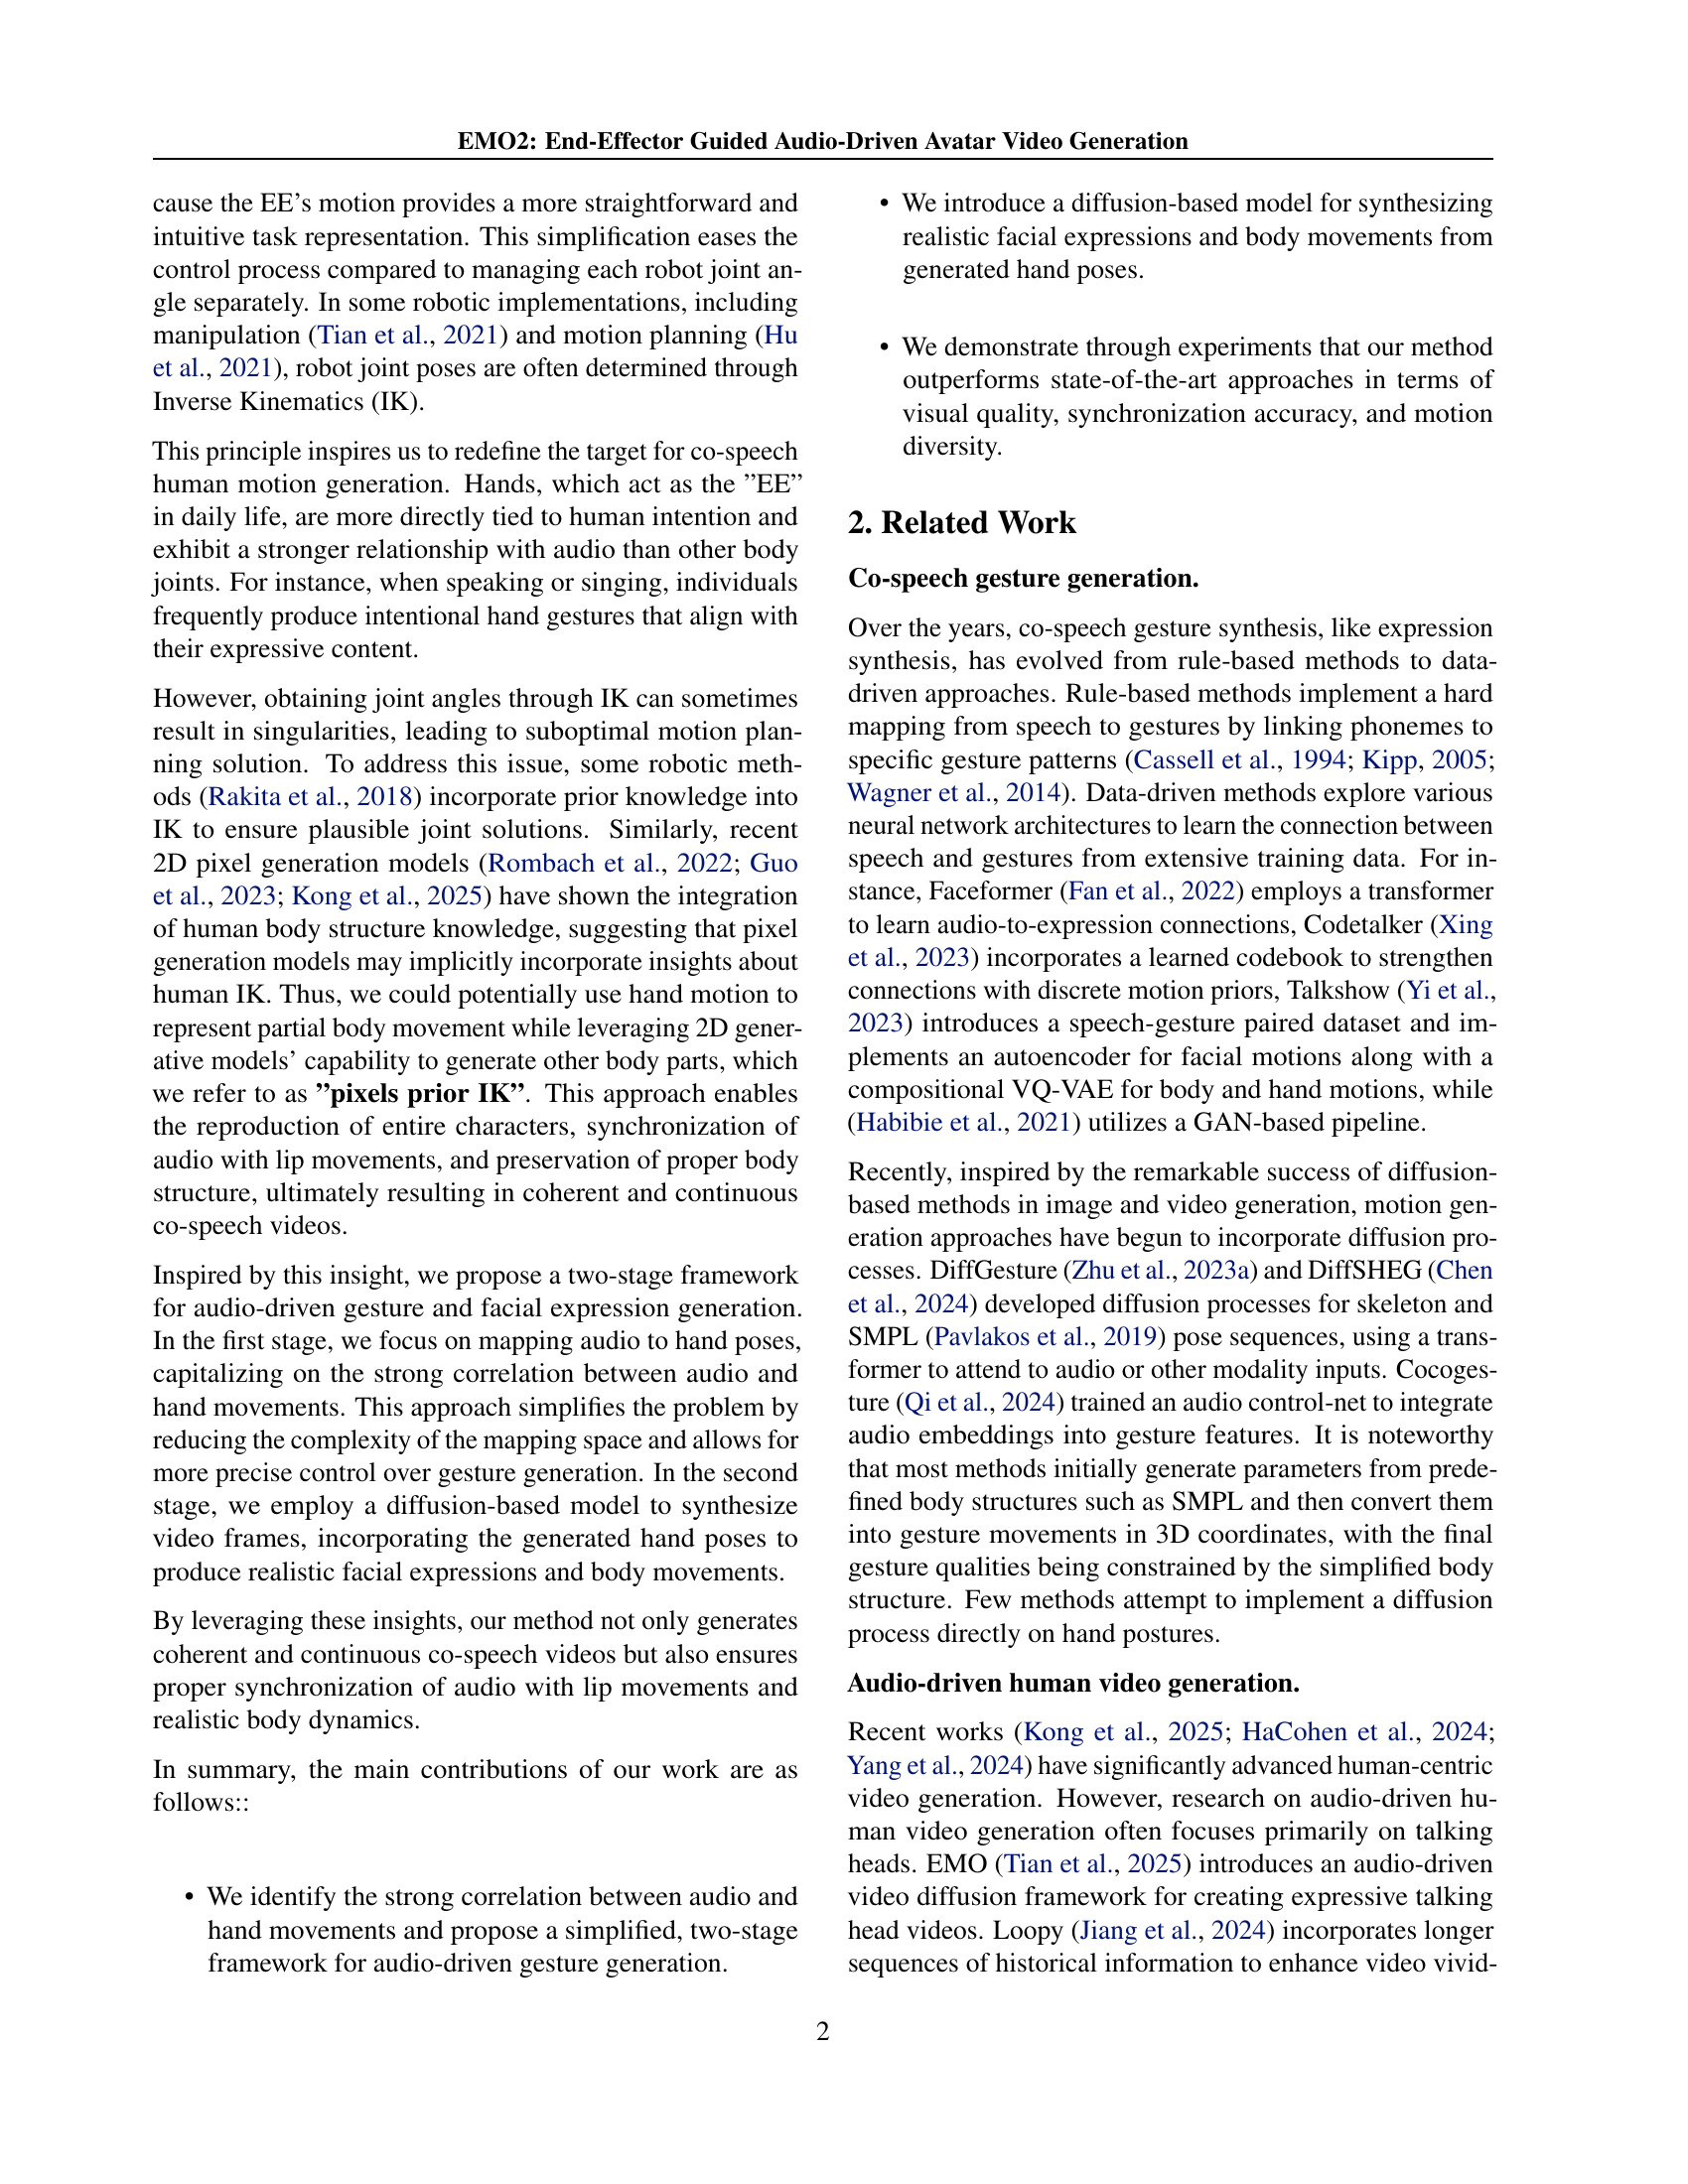 EMO2: End-Effector Guided Audio-Driven Avatar Video Generation
cause the EE’s motion provides a more straightforward and
intuitive task representation. This simplification eases the
control process compared to managing each robot joint an-
gle separately. In some robotic implementations, including
manipulation (Tian et al., 2021) and motion planning (Hu
et al., 2021), robot joint poses are often determined through
Inverse Kinematics (IK).
This principle inspires us to redefine the target for co-speech
human motion generation. Hands, which act as the ”EE”
in daily life, are more directly tied to human intention and
exhibit a stronger relationship with audio than other body
joints. For instance, when speaking or singing, individuals
frequently produce intentional hand gestures that align with
their expressive content.
However, obtaining joint angles through IK can sometimes
result in singularities, leading to suboptimal motion plan-
ning solution. To address this issue, some robotic meth-
ods (Rakita et al., 2018) incorporate prior knowledge into
IK to ensure plausible joint solutions. Similarly, recent
2D pixel generation models (Rombach et al., 2022; Guo
et al., 2023; Kong et al., 2025) have shown the integration
of human body structure knowledge, suggesting that pixel
generation models may implicitly incorporate insights about
human IK. Thus, we could potentially use hand motion to
represent partial body movement while leveraging 2D gener-
ative models’ capability to generate other body parts, which
we refer to as ”pixels prior IK”. This approach enables
the reproduction of entire characters, synchronization of
audio with lip movements, and preservation of proper body
structure, ultimately resulting in coherent and continuous
co-speech videos.
Inspired by this insight, we propose a two-stage framework
for audio-driven gesture and facial expression generation.
In the first stage, we focus on mapping audio to hand poses,
capitalizing on the strong correlation between audio and
hand movements. This approach simplifies the problem by
reducing the complexity of the mapping space and allows for
more precise control over gesture generation. In the second
stage, we employ a diffusion-based model to synthesize
video frames, incorporating the generated hand poses to
produce realistic facial expressions and body movements.
By leveraging these insights, our method not only generates
coherent and continuous co-speech videos but also ensures
proper synchronization of audio with lip movements and
realistic body dynamics.
In summary, the main contributions of our work are as
follows::
• We identify the strong correlation between audio and
hand movements and propose a simplified, two-stage
framework for audio-driven gesture generation.
• We introduce a diffusion-based model for synthesizing
realistic facial expressions and body movements from
generated hand poses.
• We demonstrate through experiments that our method
outperforms state-of-the-art approaches in terms of
visual quality, synchronization accuracy, and motion
diversity.
2. Related Work
Co-speech gesture generation.
Over the years, co-speech gesture synthesis, like expression
synthesis, has evolved from rule-based methods to data-
driven approaches. Rule-based methods implement a hard
mapping from speech to gestures by linking phonemes to
specific gesture patterns (Cassell et al., 1994; Kipp, 2005;
Wagner et al., 2014). Data-driven methods explore various
neural network architectures to learn the connection between
speech and gestures from extensive training data. For in-
stance, Faceformer (Fan et al., 2022) employs a transformer
to learn audio-to-expression connections, Codetalker (Xing
et al., 2023) incorporates a learned codebook to strengthen
connections with discrete motion priors, Talkshow (Yi et al.,
2023) introduces a speech-gesture paired dataset and im-
plements an autoencoder for facial motions along with a
compositional VQ-VAE for body and hand motions, while
(Habibie et al., 2021) utilizes a GAN-based pipeline.
Recently, inspired by the remarkable success of diffusion-
based methods in image and video generation, motion gen-
eration approaches have begun to incorporate diffusion pro-
cesses. DiffGesture (Zhu et al., 2023a) and DiffSHEG (Chen
et al., 2024) developed diffusion processes for skeleton and
SMPL (Pavlakos et al., 2019) pose sequences, using a trans-
former to attend to audio or other modality inputs. Cocoges-
ture (Qi et al., 2024) trained an audio control-net to integrate
audio embeddings into gesture features. It is noteworthy
that most methods initially generate parameters from prede-
fined body structures such as SMPL and then convert them
into gesture movements in 3D coordinates, with the final
gesture qualities being constrained by the simplified body
structure. Few methods attempt to implement a diffusion
process directly on hand postures.
Audio-driven human video generation.
Recent works (Kong et al., 2025; HaCohen et al., 2024;
Yang et al., 2024) have significantly advanced human-centric
video generation. However, research on audio-driven hu-
man video generation often focuses primarily on talking
heads. EMO (Tian et al., 2025) introduces an audio-driven
video diffusion framework for creating expressive talking
head videos. Loopy (Jiang et al., 2024) incorporates longer
sequences of historical information to enhance video vivid-
2